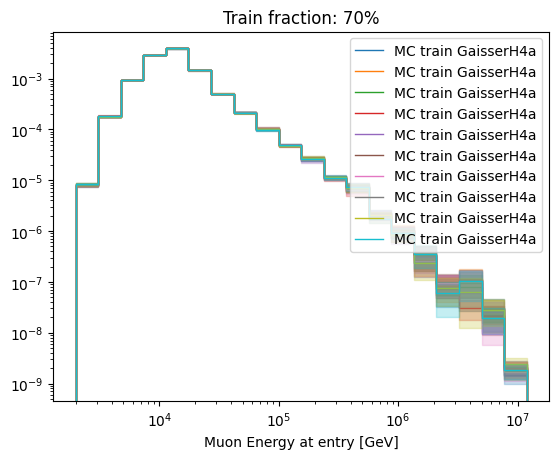 Train fraction: 70%
MC train GaisserH4a
MC train GaisserH4a
MC train GaisserH4a
MC train GaisserH4a
MC train GaisserH4a
MC train GaisserH4a
MC train GaisserH4a
MC train GaisserH4a
MC train GaisserH4a
MC train GaisserH4a
10⁻³
10⁻⁴
10⁻⁵
10⁻⁶
10⁻⁷
10⁻⁸
10⁻⁹
10⁴ 10⁵ 10⁶ 10⁷
Muon Energy at entry [GeV]